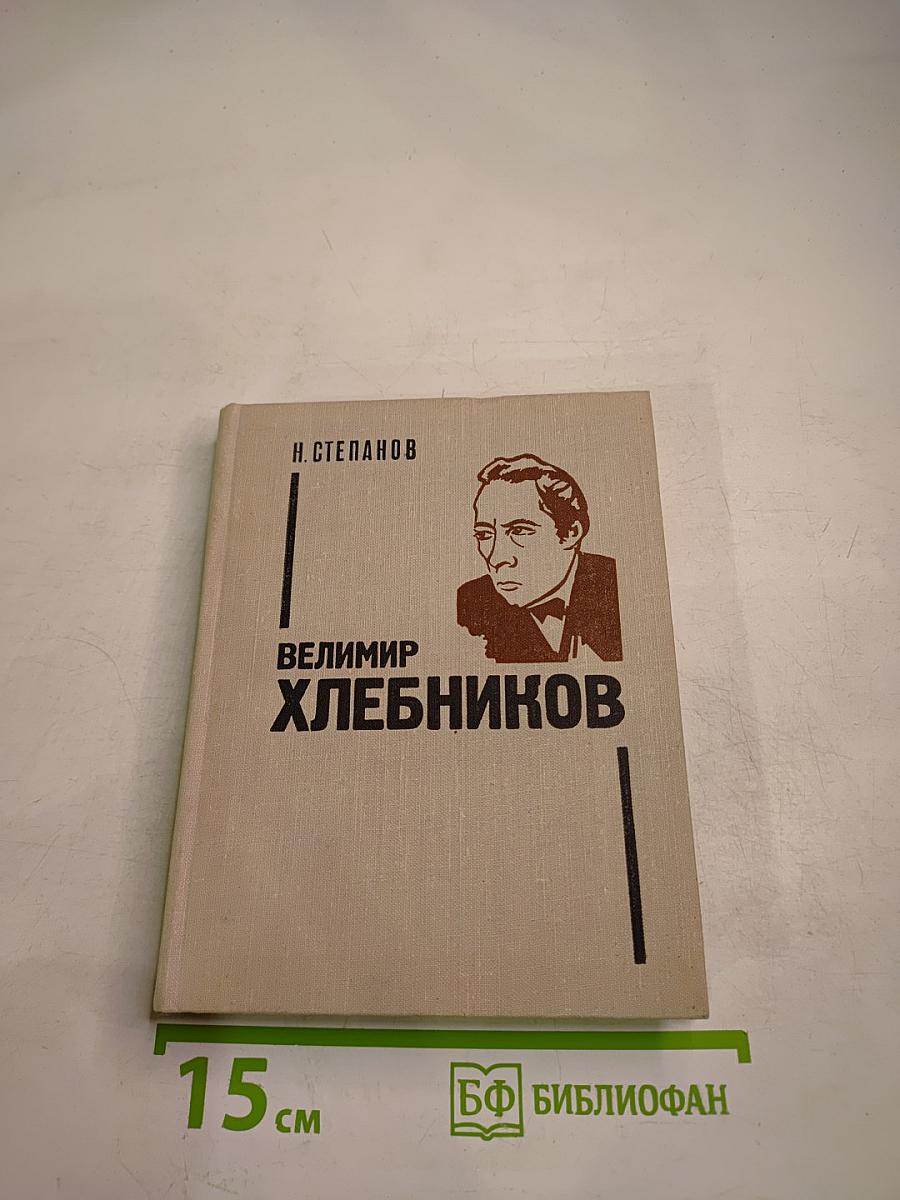 Н. СТЕПАНОВ
ВЕЛИМИР
ХЛЕБНИКОВ
15 см
БФ БИБЛИОФАН